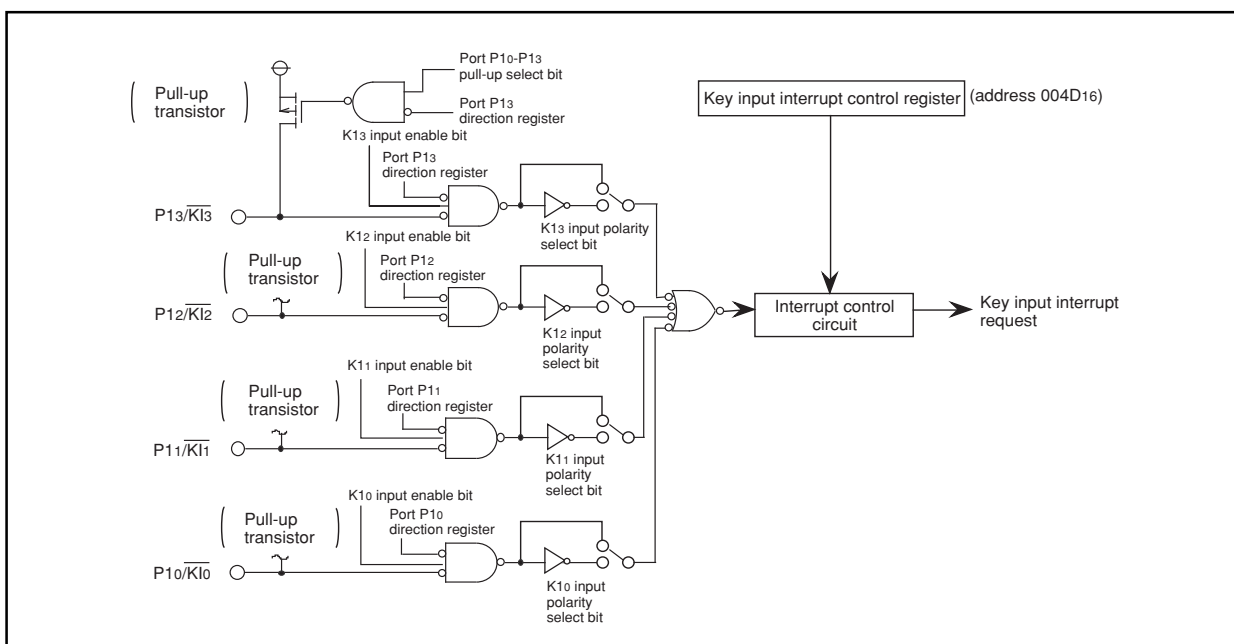 Port P10-P13
pull-up select bit
Port P13
direction register
Pull-up
transistor
Key input interrupt control register
(address 004D16)
K13 input enable bit
Port P13
direction register
P13/KI3
K13 input polarity
select bit
K12 input enable bit
Pull-up
transistor
Port P12
direction register
P12/KI2
K12 input
polarity
select bit
Interrupt control
circuit
Key input interrupt
request
K11 input enable bit
Pull-up
transistor
Port P11
direction register
P11/KI1
K11 input
polarity
select bit
K10 input enable bit
Pull-up
transistor
Port P10
direction register
P10/KI0
K10 input
polarity
select bit